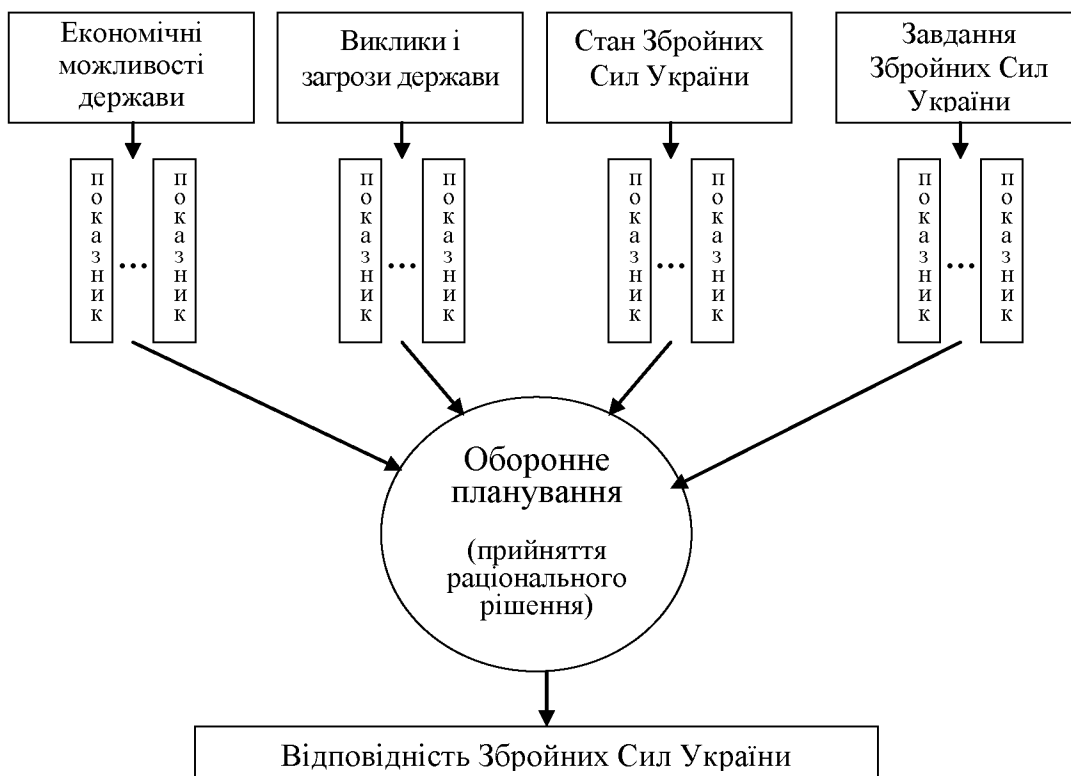 Економічні
можливості
держави
Виклики і
загрози держави
Стан Збройних
Сил України
Завдання
Збройних Сил
України
показник
...
показник
показник
...
показник
показник
...
показник
показник
...
показник
Оборонне
планування
(прийняття
раціонального
рішення)
Відповідність Збройних Сил України